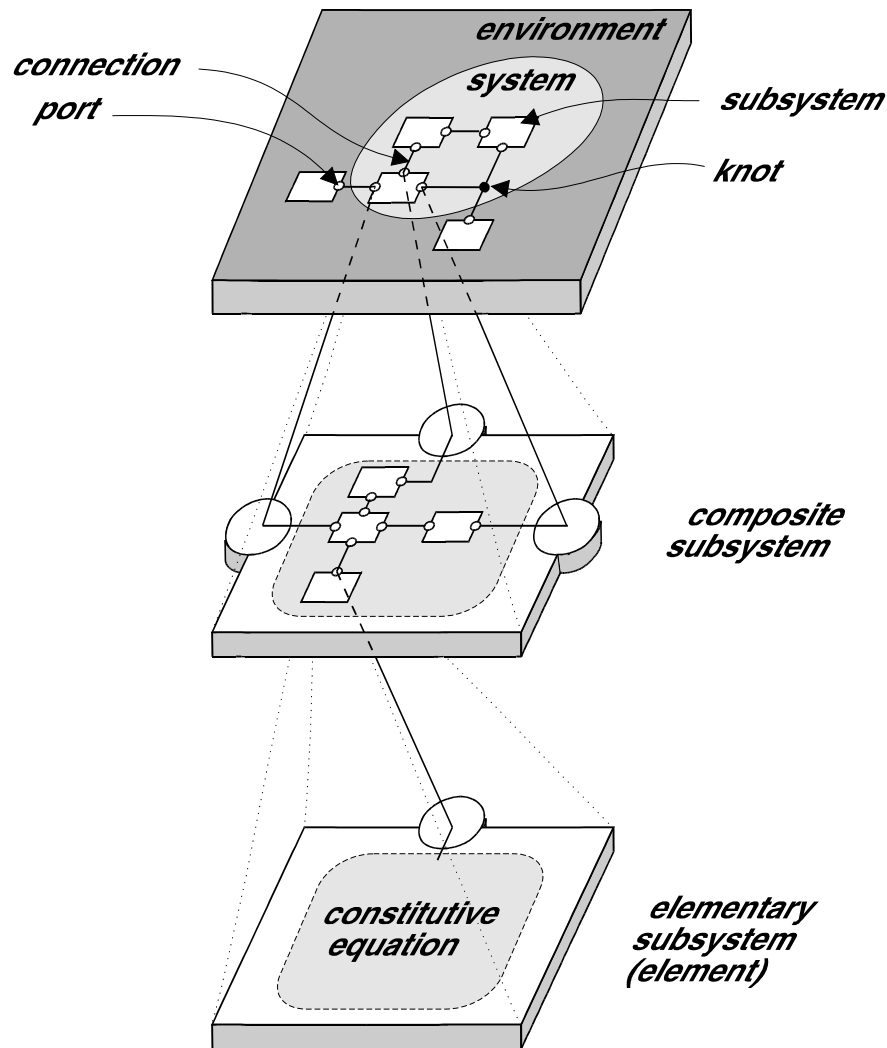 environment
connection
system
port
subsystem
knot
composite
subsystem
constitutive
equation
elementary
subsystem
(element)